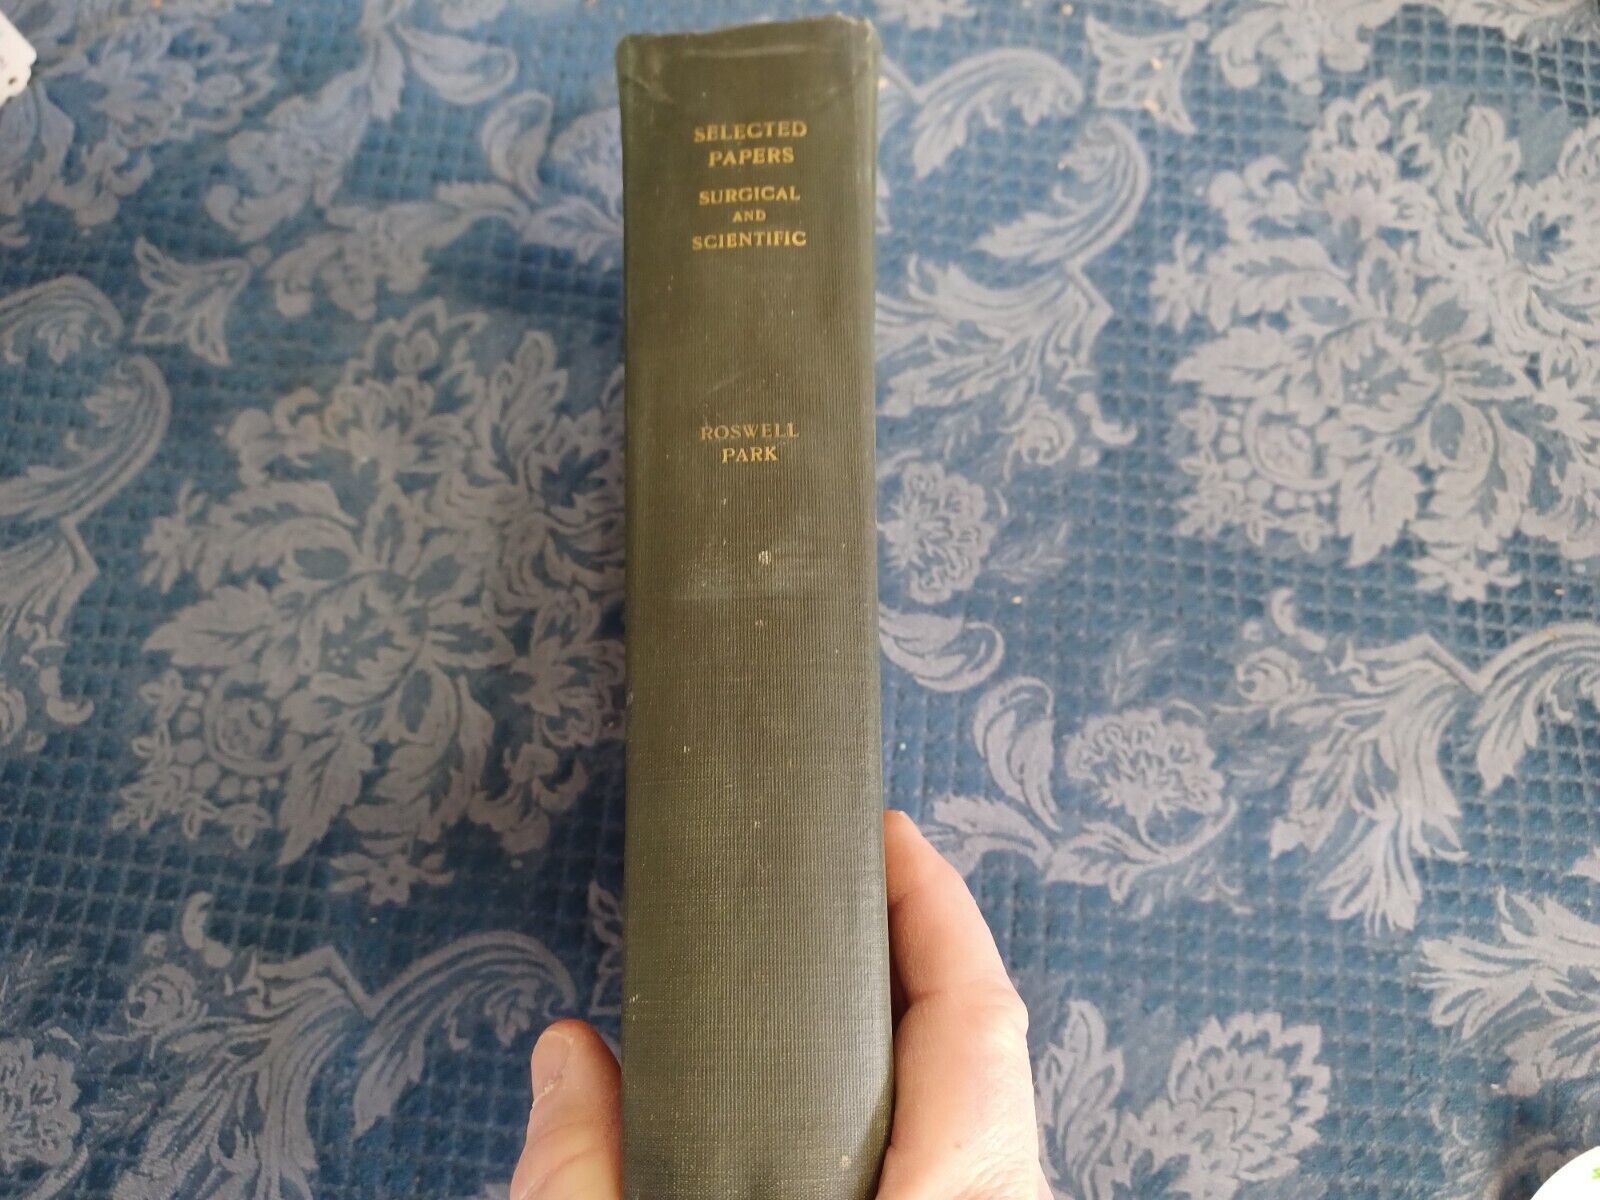 SELECTED
PAPERS
SURGICAL
AND
SCIENTIFIC
ROSWELL
PARK